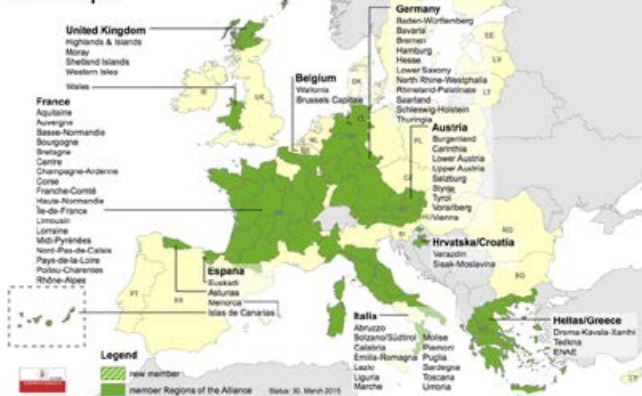 United Kingdom
Highlands & Islands
Moray
Shetland Islands
Western Isles
Wales
France
Aquitaine
Auvergne
Basse-Normandie
Bourgogne
Bretagne
Centre
Champagne-Ardenne
Corse
Franche-Comté
Haute-Normandie
Île-de-France
Limousin
Lorraine
Midi-Pyrénées
Nord-Pas-de-Calais
Pays-de-la-Loire
Poitou-Charentes
Rhône-Alpes
Belgium
Wallonia
Brussels Capitale
Germany
Baden-Württemberg
Bavaria
Bremen
Hamburg
Hesse
Lower Saxony
North Rhine-Westphalia
Rhineland-Palatinate
Saarland
Schleswig-Holstein
Thuringia
Austria
Burgenland
Carinthia
Lower Austria
Upper Austria
Salzburg
Styria
Tyrol
Vorarlberg
Vienna
Hrvatska/Croatia
Varazdin
Sisak-Moslavina
España
Euskadi
Asturias
Menorca
Islas de Canarias
Italia
Abruzzo
Bolzano/Südtirol
Calabria
Emilia-Romagna
Lazio
Liguria
Marche
Molise
Piemont
Puglia
Sardegna
Toscana
Umbria
Hellas/Greece
Drama-Kavala-Xanthi
Tedkna
ENAE
IE
UK
DK
NL
EE
LV
LT
PL
CZ
SI
RO
BG
PT
ES
CY
Legend
new member
member Regions of the Alliance
Status: 30. March 2015